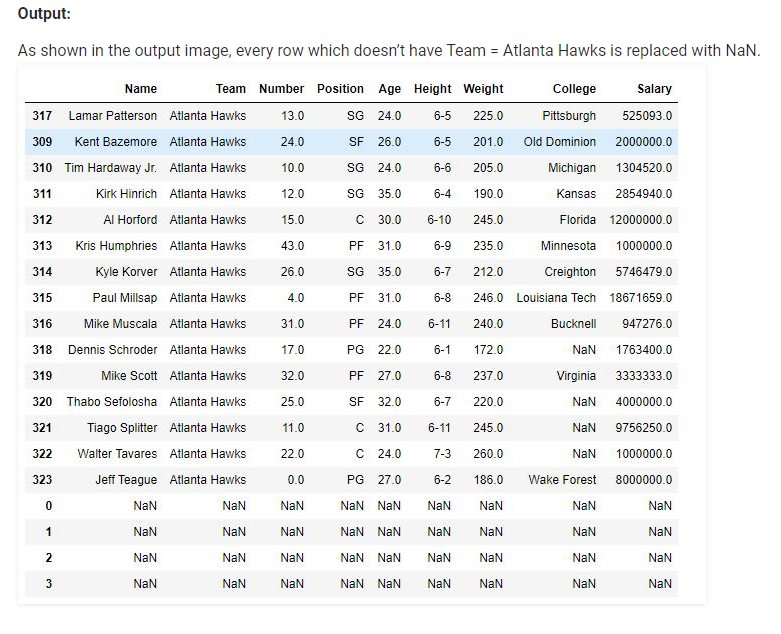 Output:
As shown in the output image, every row which doesn’t have Team = Atlanta Hawks is replaced with NaN.
Name Team Number Position Age Height Weight College Salary
317 Lamar Patterson Atlanta Hawks 13.0 SG 24.0 6-5 225.0 Pittsburgh 525093.0
309 Kent Bazemore Atlanta Hawks 24.0 SF 26.0 6-5 201.0 Old Dominion 2000000.0
310 Tim Hardaway Jr. Atlanta Hawks 10.0 SG 24.0 6-6 205.0 Michigan 1304520.0
311 Kirk Hinrich Atlanta Hawks 12.0 SG 35.0 6-4 190.0 Kansas 2854940.0
312 Al Horford Atlanta Hawks 15.0 C 30.0 6-10 245.0 Florida 12000000.0
313 Kris Humphries Atlanta Hawks 43.0 PF 31.0 6-9 235.0 Minnesota 1000000.0
314 Kyle Korver Atlanta Hawks 26.0 SG 35.0 6-7 212.0 Creighton 5746479.0
315 Paul Millsap Atlanta Hawks 4.0 PF 31.0 6-8 246.0 Louisiana Tech 18671659.0
316 Mike Muscala Atlanta Hawks 31.0 PF 24.0 6-11 240.0 Bucknell 947276.0
318 Dennis Schroder Atlanta Hawks 17.0 PG 22.0 6-1 172.0 NaN 1763400.0
319 Mike Scott Atlanta Hawks 32.0 PF 27.0 6-8 237.0 Virginia 3333333.0
320 Thabo Sefolosha Atlanta Hawks 25.0 SF 32.0 6-7 220.0 NaN 4000000.0
321 Tiago Splitter Atlanta Hawks 11.0 C 31.0 6-11 245.0 NaN 9756250.0
322 Walter Tavares Atlanta Hawks 22.0 C 24.0 7-3 260.0 NaN 1000000.0
323 Jeff Teague Atlanta Hawks 0.0 PG 27.0 6-2 186.0 Wake Forest 8000000.0
0 NaN NaN NaN NaN NaN NaN NaN NaN NaN
1 NaN NaN NaN NaN NaN NaN NaN NaN NaN
2 NaN NaN NaN NaN NaN NaN NaN NaN NaN
3 NaN NaN NaN NaN NaN NaN NaN NaN NaN